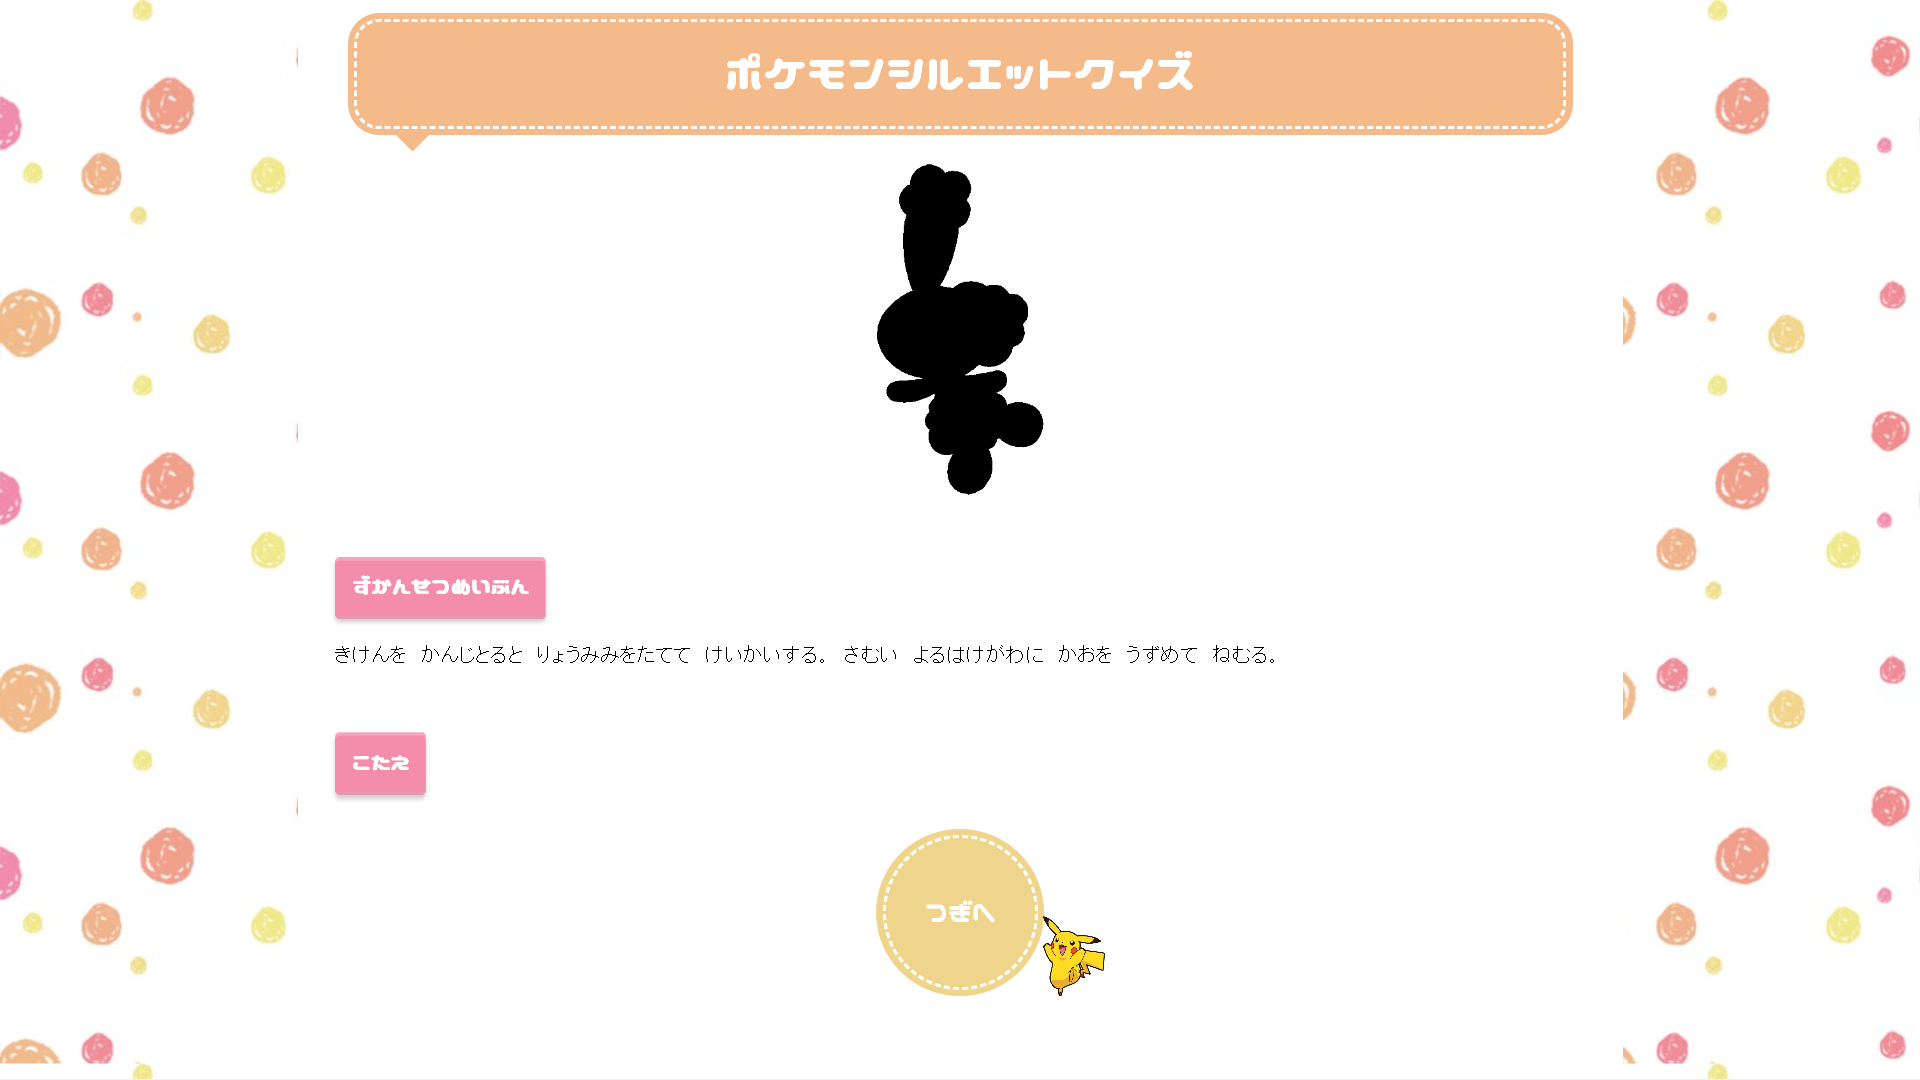 ポケモンシルエットクイズ
ずかんせつめいぶん
きけんを　かんじとると　りょうみみをたてて　けいかいする。 さむい　よるはけがわに　かおを　うずめて　ねむる。
こたえ
つぎへ